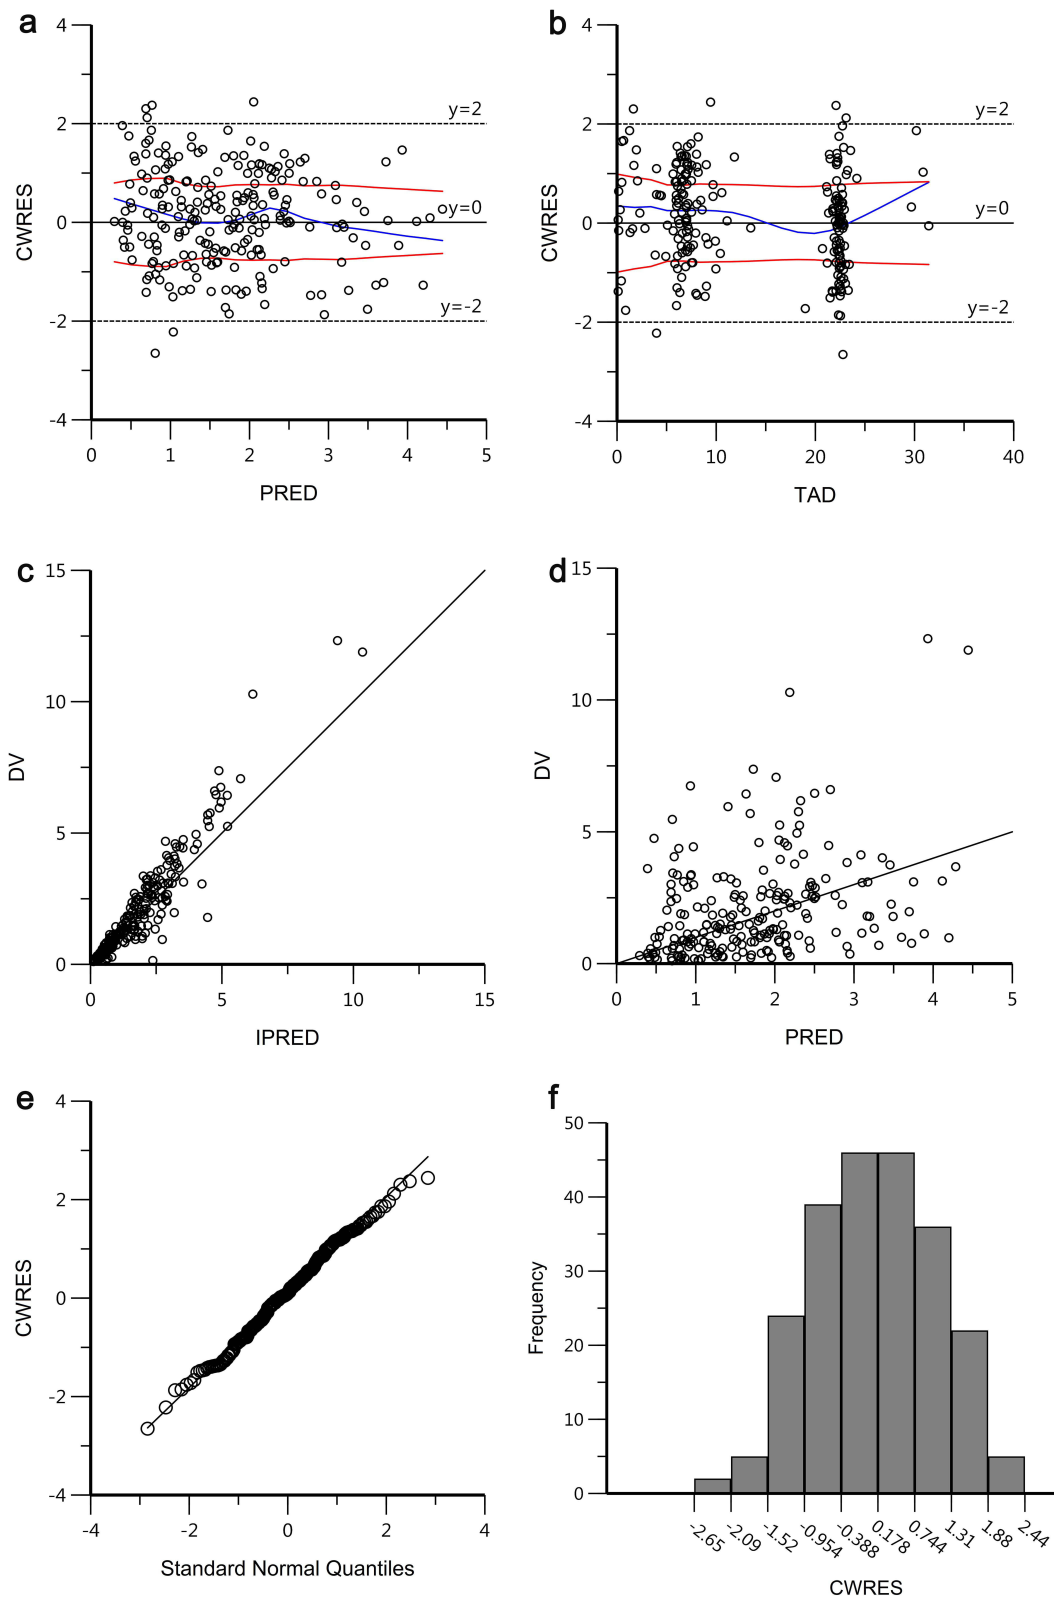 a
4
2
0
-2
-4
CWRES
y=2
y=0
y=-2
0 1 2 3 4 5
PRED
b
4
2
0
-2
-4
CWRES
y=2
y=0
y=-2
0 10 20 30 40
TAD
c
15
10
5
0
DV
0 5 10 15
IPRED
d
15
10
5
0
DV
0 1 2 3 4 5
PRED
e
4
2
0
-2
-4
CWRES
-4 -2 0 2 4
Standard Normal Quantiles
f
50
40
30
20
10
0
Frequency
-2.65 -2.09 -1.52 -0.954 -0.388 0.178 0.744 1.31 1.88 2.44
CWRES